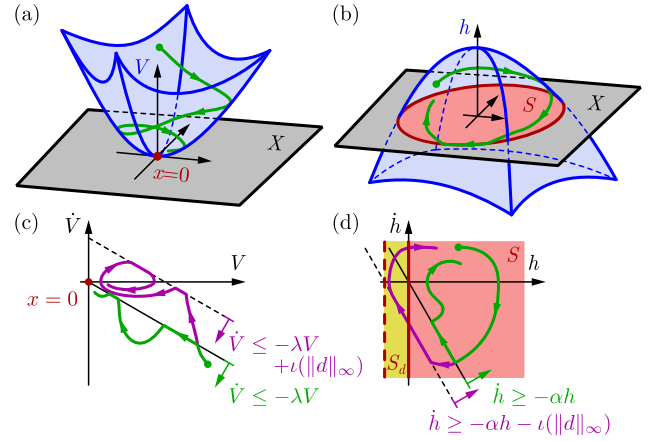 (a)
V
X
x=0
(b)
h
S
X
(c)
V̇
V
x = 0
V̇ ≤ −λV
+ι(‖d‖∞)
V̇ ≤ −λV
(d)
ḣ
S
h
S_d
ḣ ≥ −αh
ḣ ≥ −αh − ι(‖d‖∞)